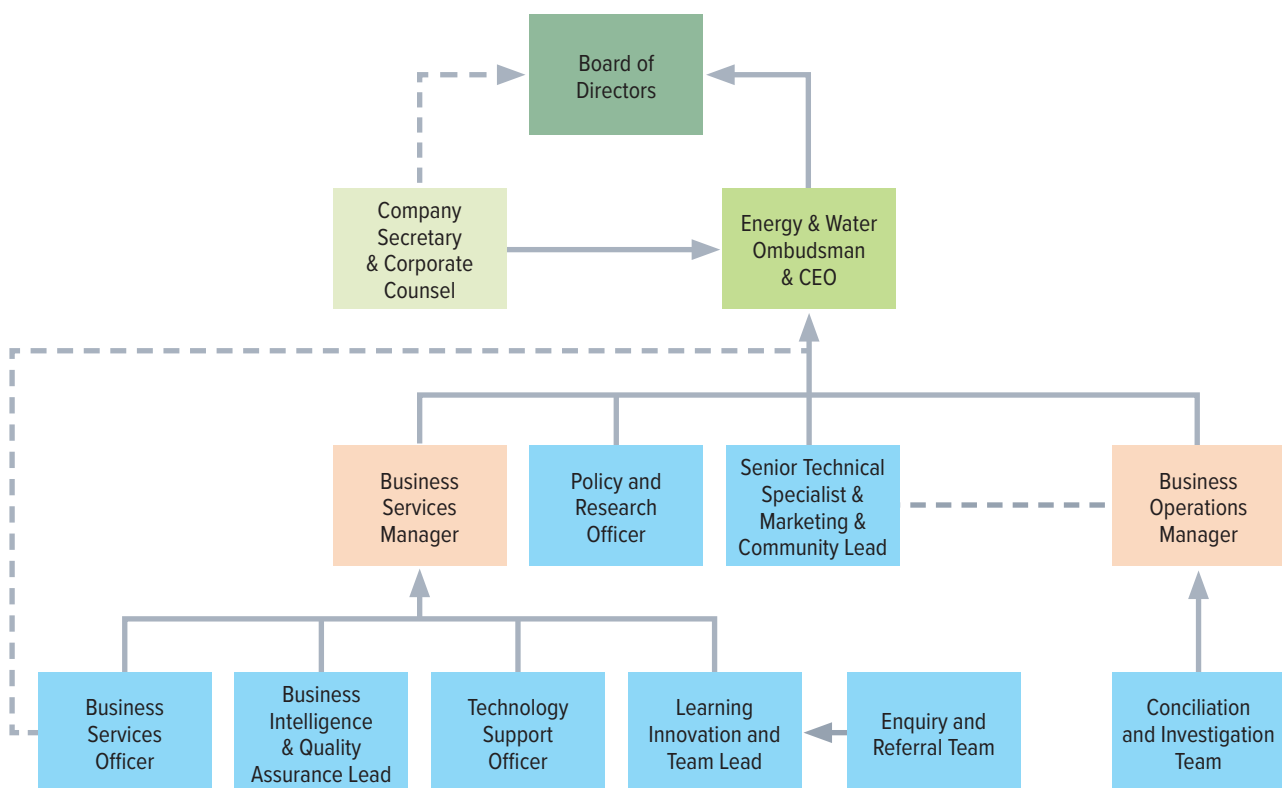 Board of
Directors
Company
Secretary
& Corporate
Counsel
Energy & Water
Ombudsman
& CEO
Business
Services
Manager
Policy and
Research
Officer
Senior Technical
Specialist &
Marketing &
Community Lead
Business
Operations
Manager
Business
Services
Officer
Business
Intelligence
& Quality
Assurance Lead
Technology
Support
Officer
Learning
Innovation and
Team Lead
Enquiry and
Referral Team
Conciliation
and Investigation
Team